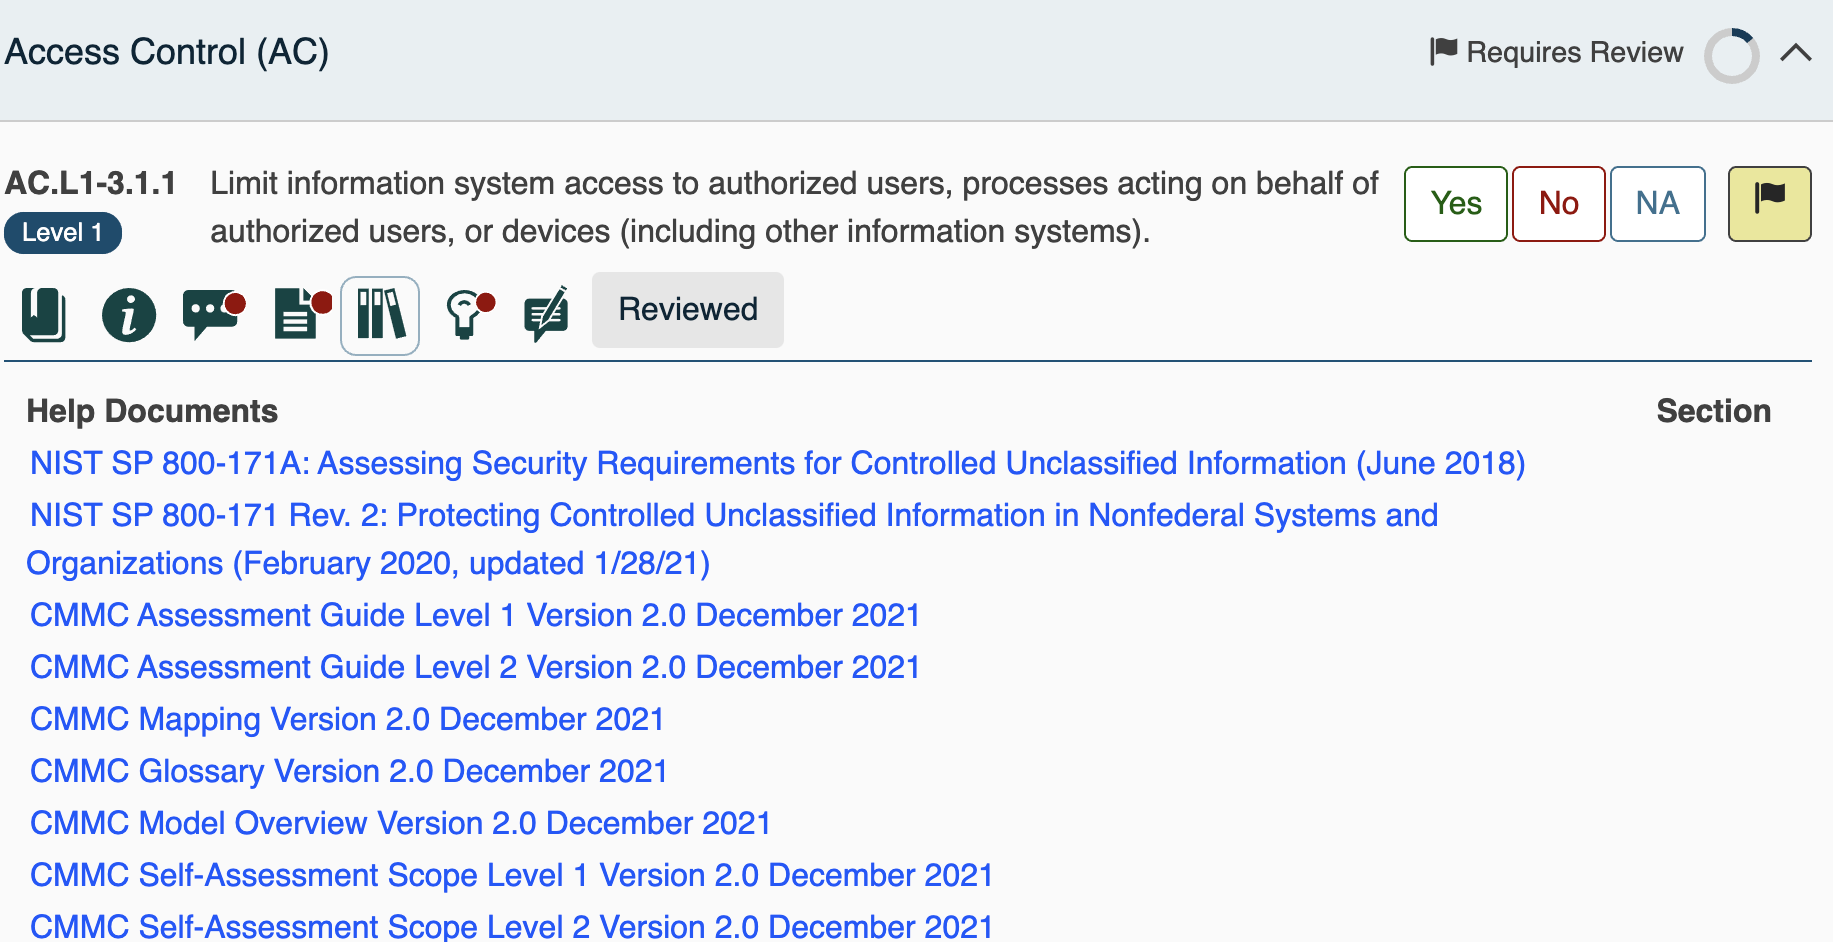 Access Control (AC)
Requires Review
AC.L1-3.1.1
Level 1
Limit information system access to authorized users, processes acting on behalf of
authorized users, or devices (including other information systems).
Yes
No
NA
Reviewed
Help Documents
Section
NIST SP 800-171A: Assessing Security Requirements for Controlled Unclassified Information (June 2018)
NIST SP 800-171 Rev. 2: Protecting Controlled Unclassified Information in Nonfederal Systems and
Organizations (February 2020, updated 1/28/21)
CMMC Assessment Guide Level 1 Version 2.0 December 2021
CMMC Assessment Guide Level 2 Version 2.0 December 2021
CMMC Mapping Version 2.0 December 2021
CMMC Glossary Version 2.0 December 2021
CMMC Model Overview Version 2.0 December 2021
CMMC Self-Assessment Scope Level 1 Version 2.0 December 2021
CMMC Self-Assessment Scope Level 2 Version 2.0 December 2021